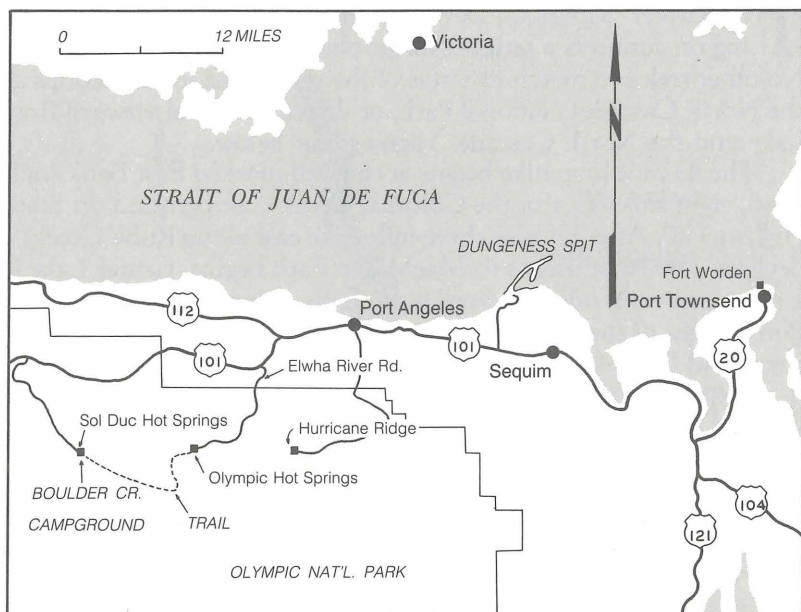 0 12 MILES
Victoria
N
STRAIT OF JUAN DE FUCA
DUNGENESS SPIT
Fort Worden
Port Townsend
112
Port Angeles
101
101
20
Elwha River Rd.
Sequim
Sol Duc Hot Springs
Hurricane Ridge
Olympic Hot Springs
BOULDER CR.
CAMPGROUND
TRAIL
104
121
OLYMPIC NAT'L. PARK